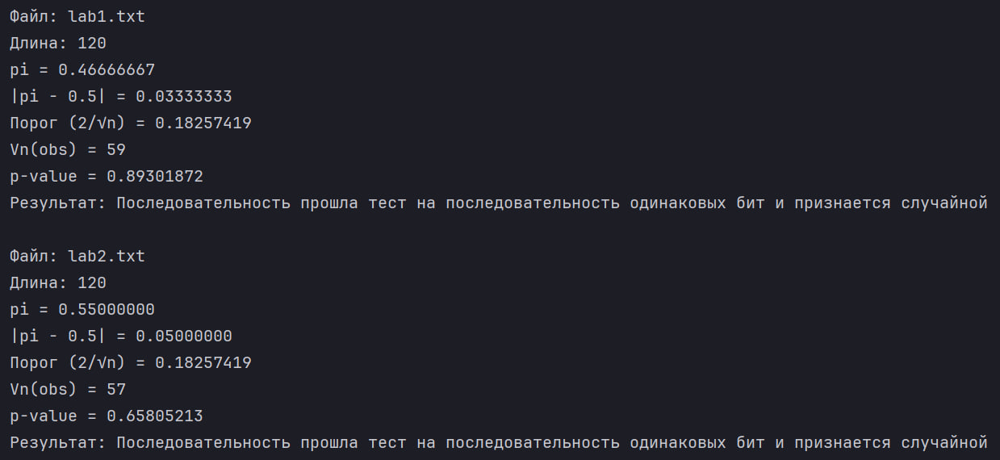 Файл: lab1.txt
Длина: 120
pi = 0.46666667
|pi - 0.5| = 0.03333333
Порог (2/√n) = 0.18257419
Vn(obs) = 59
p-value = 0.89301872
Результат: Последовательность прошла тест на последовательность одинаковых бит и признается случайной
Файл: lab2.txt
Длина: 120
pi = 0.55000000
|pi - 0.5| = 0.05000000
Порог (2/√n) = 0.18257419
Vn(obs) = 57
p-value = 0.65805213
Результат: Последовательность прошла тест на последовательность одинаковых бит и признается случайной